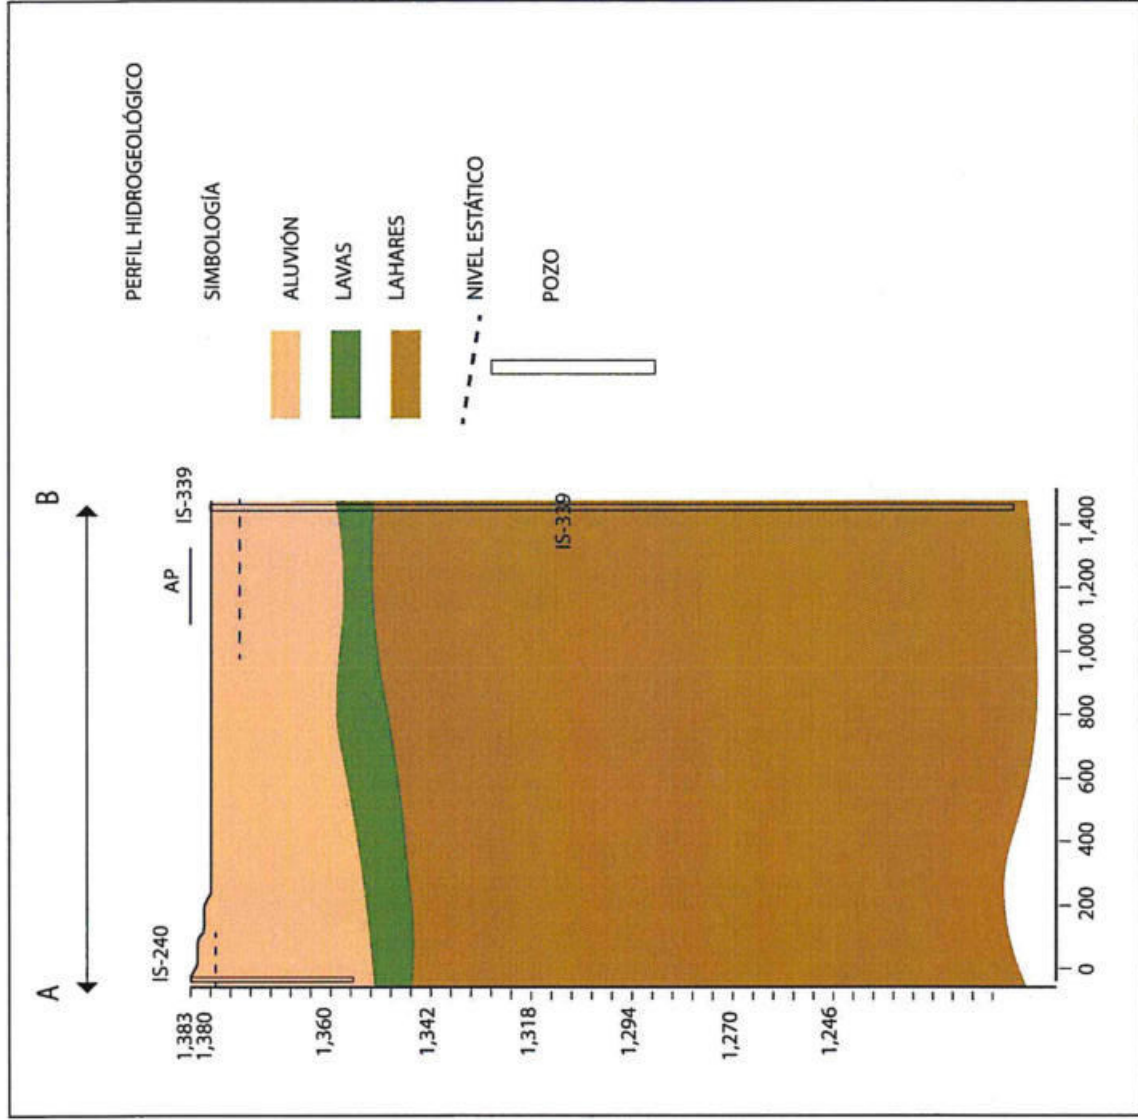 A
B
IS-240
AP
IS-339
1,383
1,380
1,360
1,342
1,318
1,294
1,270
1,246
IS-339
0
200
400
600
800
1,000
1,200
1,400
PERFIL HIDROGEOLÓGICO
SIMBOLOGÍA
ALUVIÓN
LAVAS
LAHARES
NIVEL ESTÁTICO
POZO